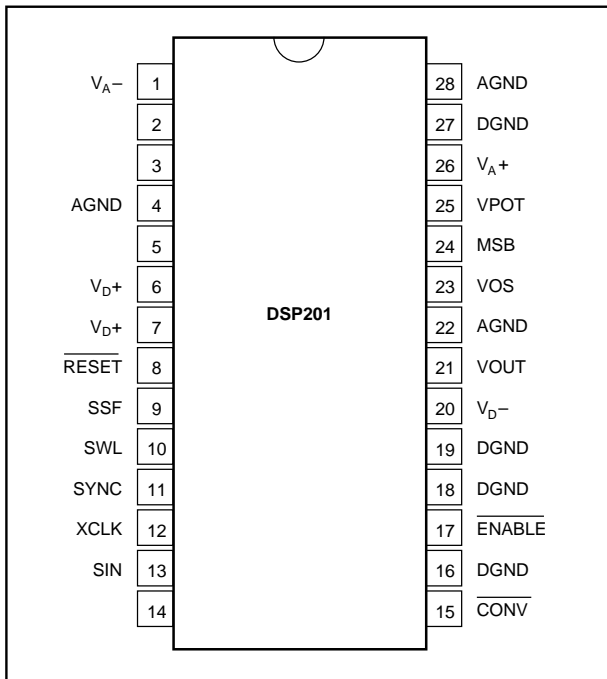 V_A– 1 28 AGND
2 27 DGND
3 26 V_A+
AGND 4 25 VPOT
5 24 MSB
V_D+ 6 23 VOS
DSP201
V_D+ 7 22 AGND
RESET 8 21 VOUT
SSF 9 20 V_D–
SWL 10 19 DGND
SYNC 11 18 DGND
XCLK 12 17 ENABLE
SIN 13 16 DGND
14 15 CONV